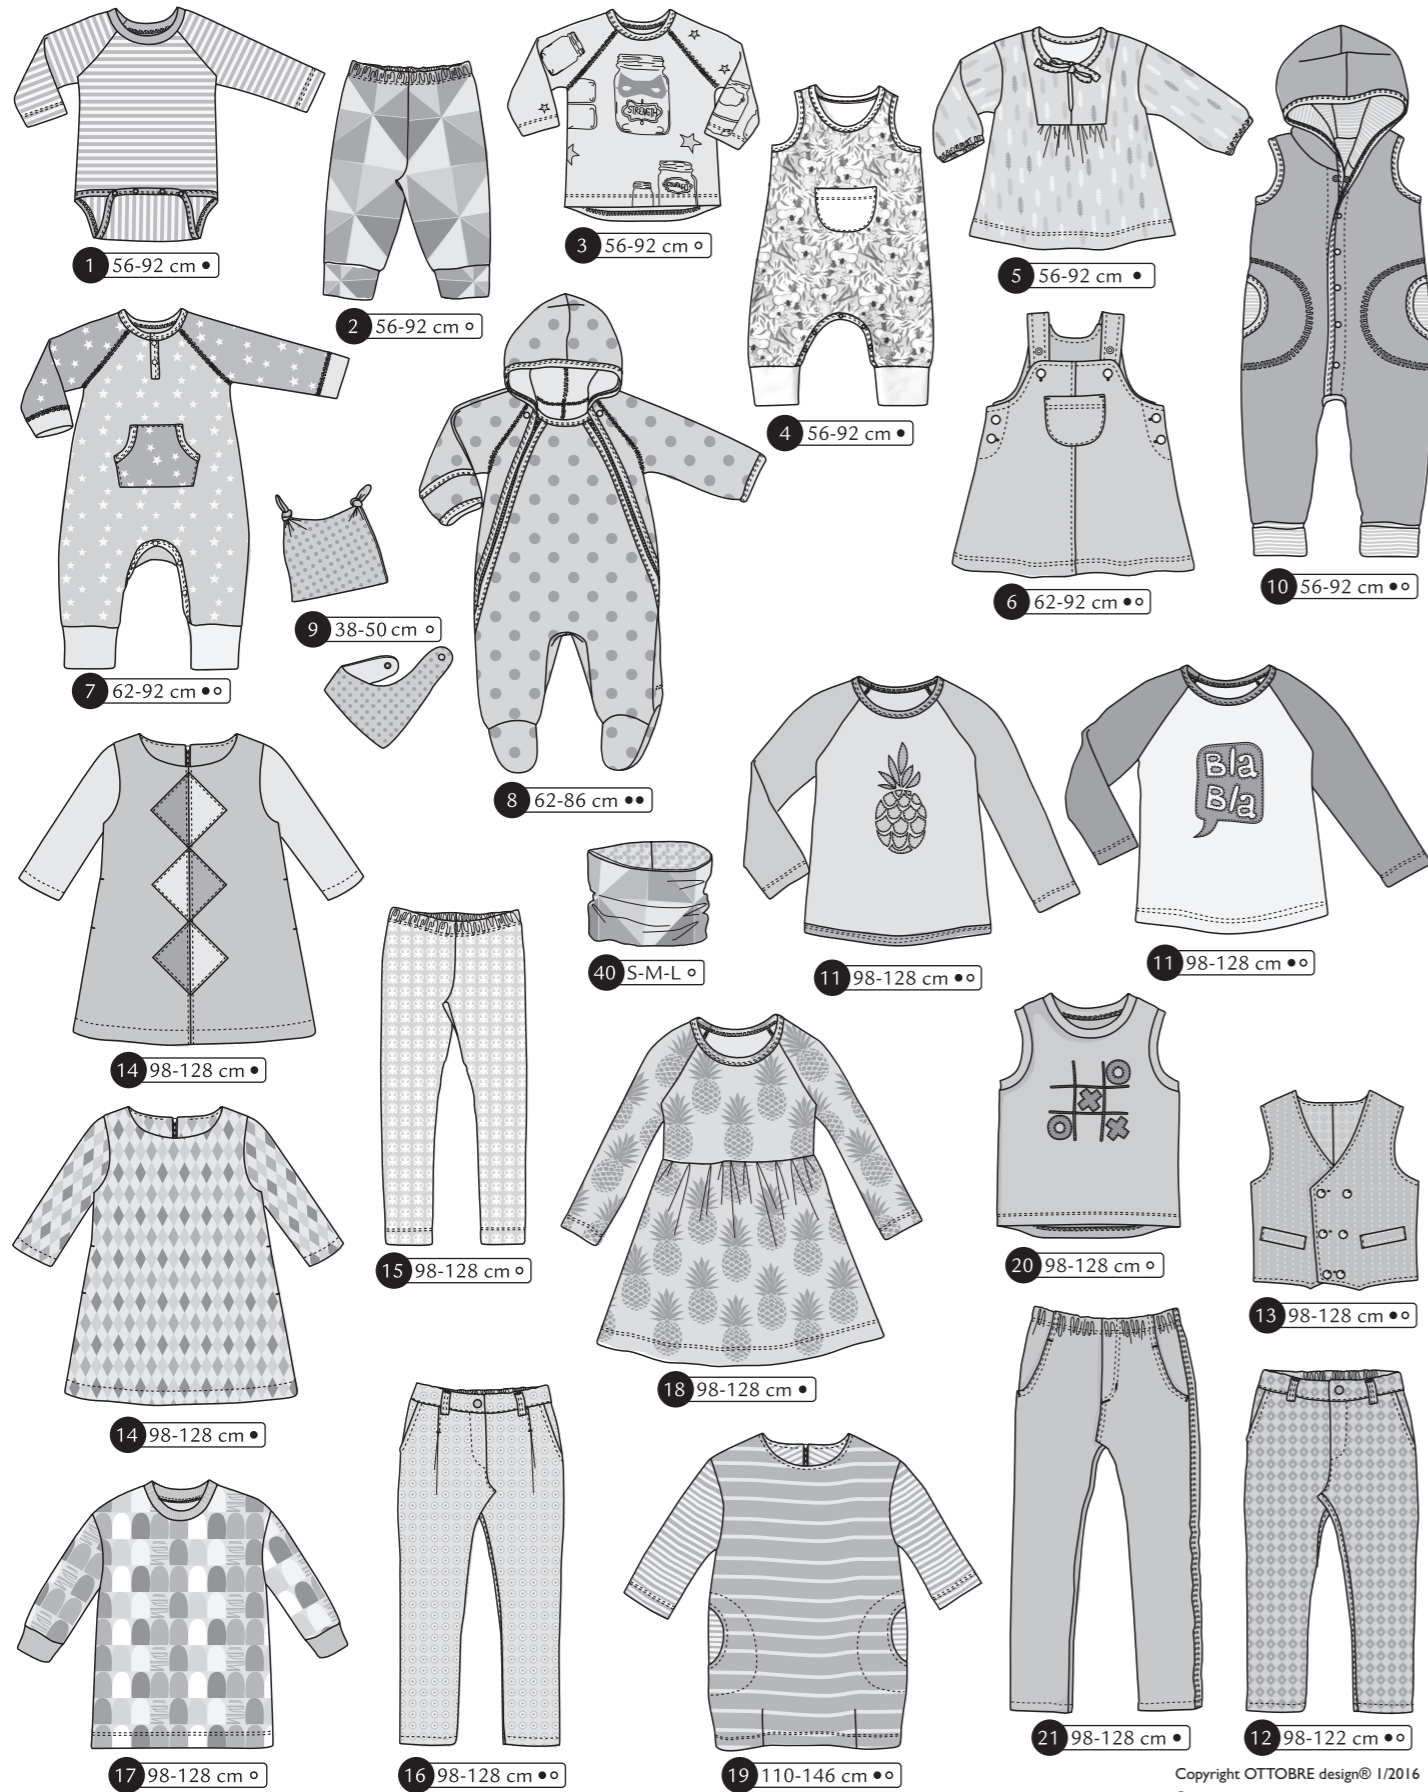 STRENGTH
COURAGE
1 56-92 cm ●
2 56-92 cm ○
3 56-92 cm ○
4 56-92 cm ●
5 56-92 cm ●
6 62-92 cm ●○
10 56-92 cm ●○
9 38-50 cm ○
7 62-92 cm ●○
8 62-86 cm ●●
Bla
Bla
40 S-M-L ○
11 98-128 cm ●○
11 98-128 cm ●○
14 98-128 cm ●
15 98-128 cm ○
20 98-128 cm ○
13 98-128 cm ●○
18 98-128 cm ●
14 98-128 cm ●
17 98-128 cm ○
16 98-128 cm ●○
19 110-146 cm ●○
21 98-128 cm ●
12 98-122 cm ●○
Copyright OTTOBRE design® 1/2016